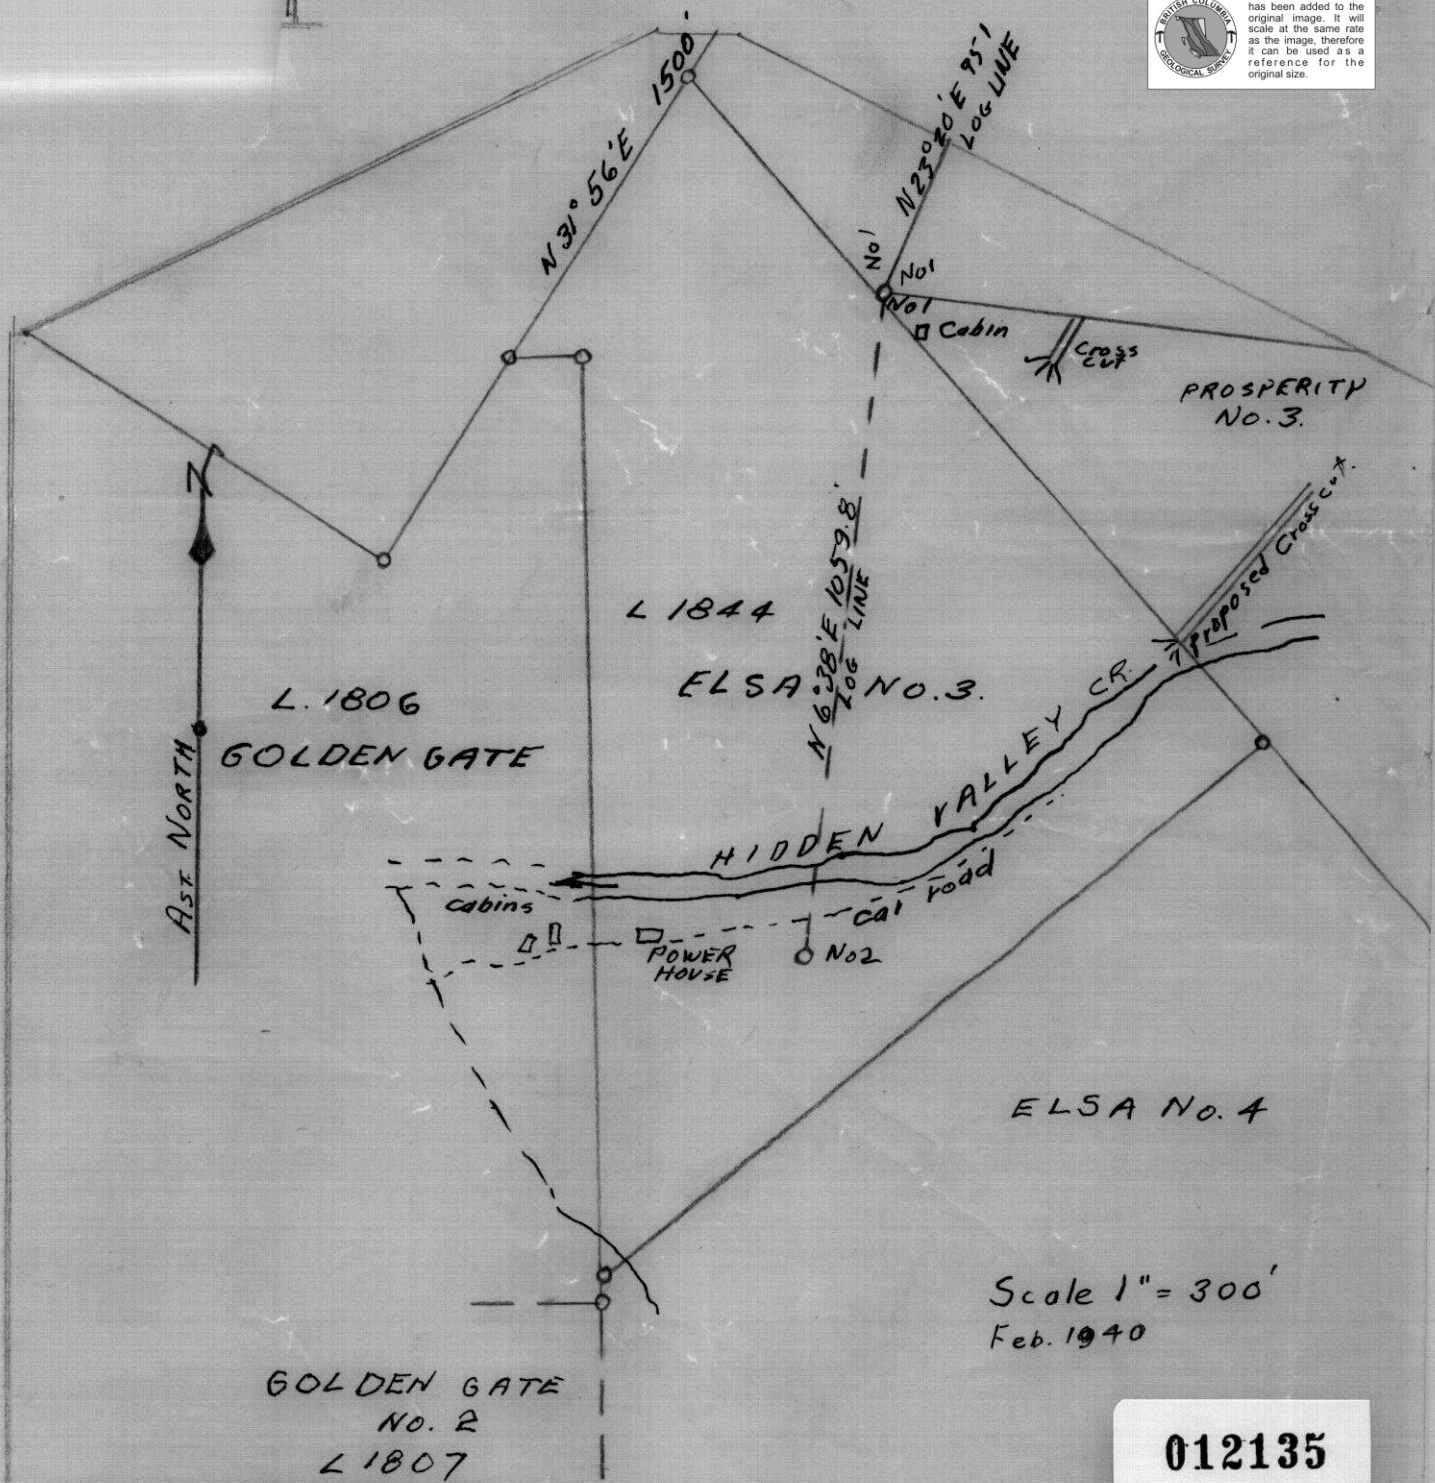 has been added to the
original image. It will
scale at the same rate
as the image, therefore
it can be used as a
reference for the
original size.
BRITISH COLUMBIA
GEOLOGICAL SURVEY
1500'
N 31° 56' E
N 23° 20' E 95·1
LOG LINE
No1
No1
No1
Cabin
Cross
Cut
PROSPERITY
No. 3.
Proposed Cross cut.
N 6° 38' E 1059.8'
LOG LINE
L 1844
ELSA No. 3.
L. 1806
GOLDEN GATE
AST NORTH
HIDDEN VALLEY CR.
Cabins
car road
POWER
HOUSE
No2
ELSA No. 4
Scale 1" = 300'
Feb. 1940
GOLDEN GATE
No. 2
L 1807
012135